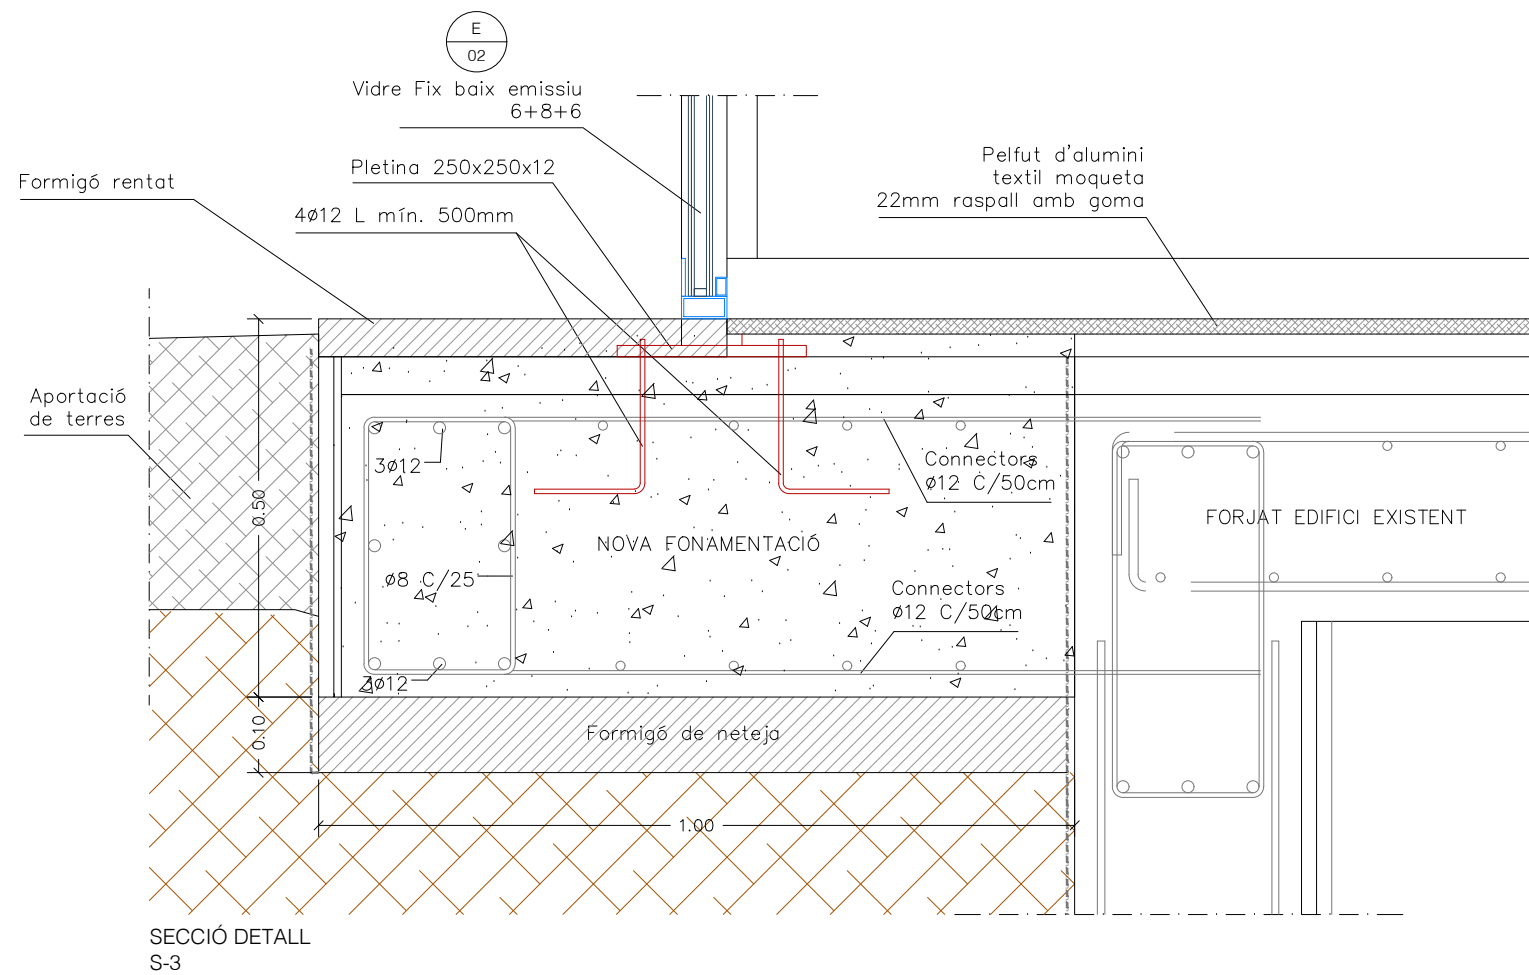 E
02
Vidre Fix baix emissiu
6+8+6
Pletina 250x250x12
Formigó rentat
4ø12 L mín. 500mm
Pelfut d'alumini
textil moqueta
22mm raspall amb goma
Aportació
de terres
3ø12
Connectors
ø12 C/50cm
0.50
FORJAT EDIFICI EXISTENT
NOVA FONAMENTACIÓ
ø8 C/25
Connectors
ø12 C/50cm
3ø12
0.10
Formigó de neteja
1.00
SECCIÓ DETALL
S-3